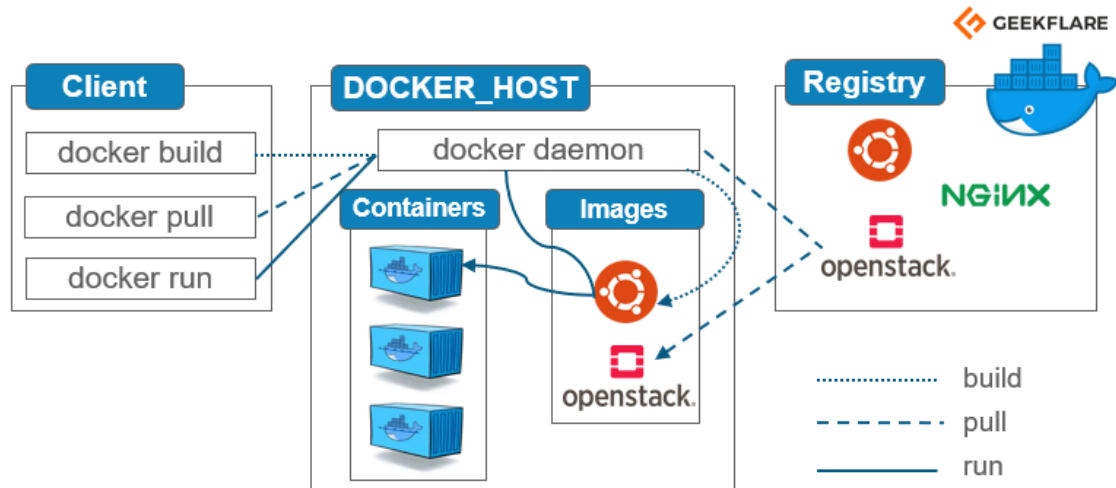 GEEKFLARE
Client
DOCKER_HOST
Registry
docker build
docker daemon
docker pull
Containers
Images
NGiNX
docker run
openstack.
openstack.
build
pull
run